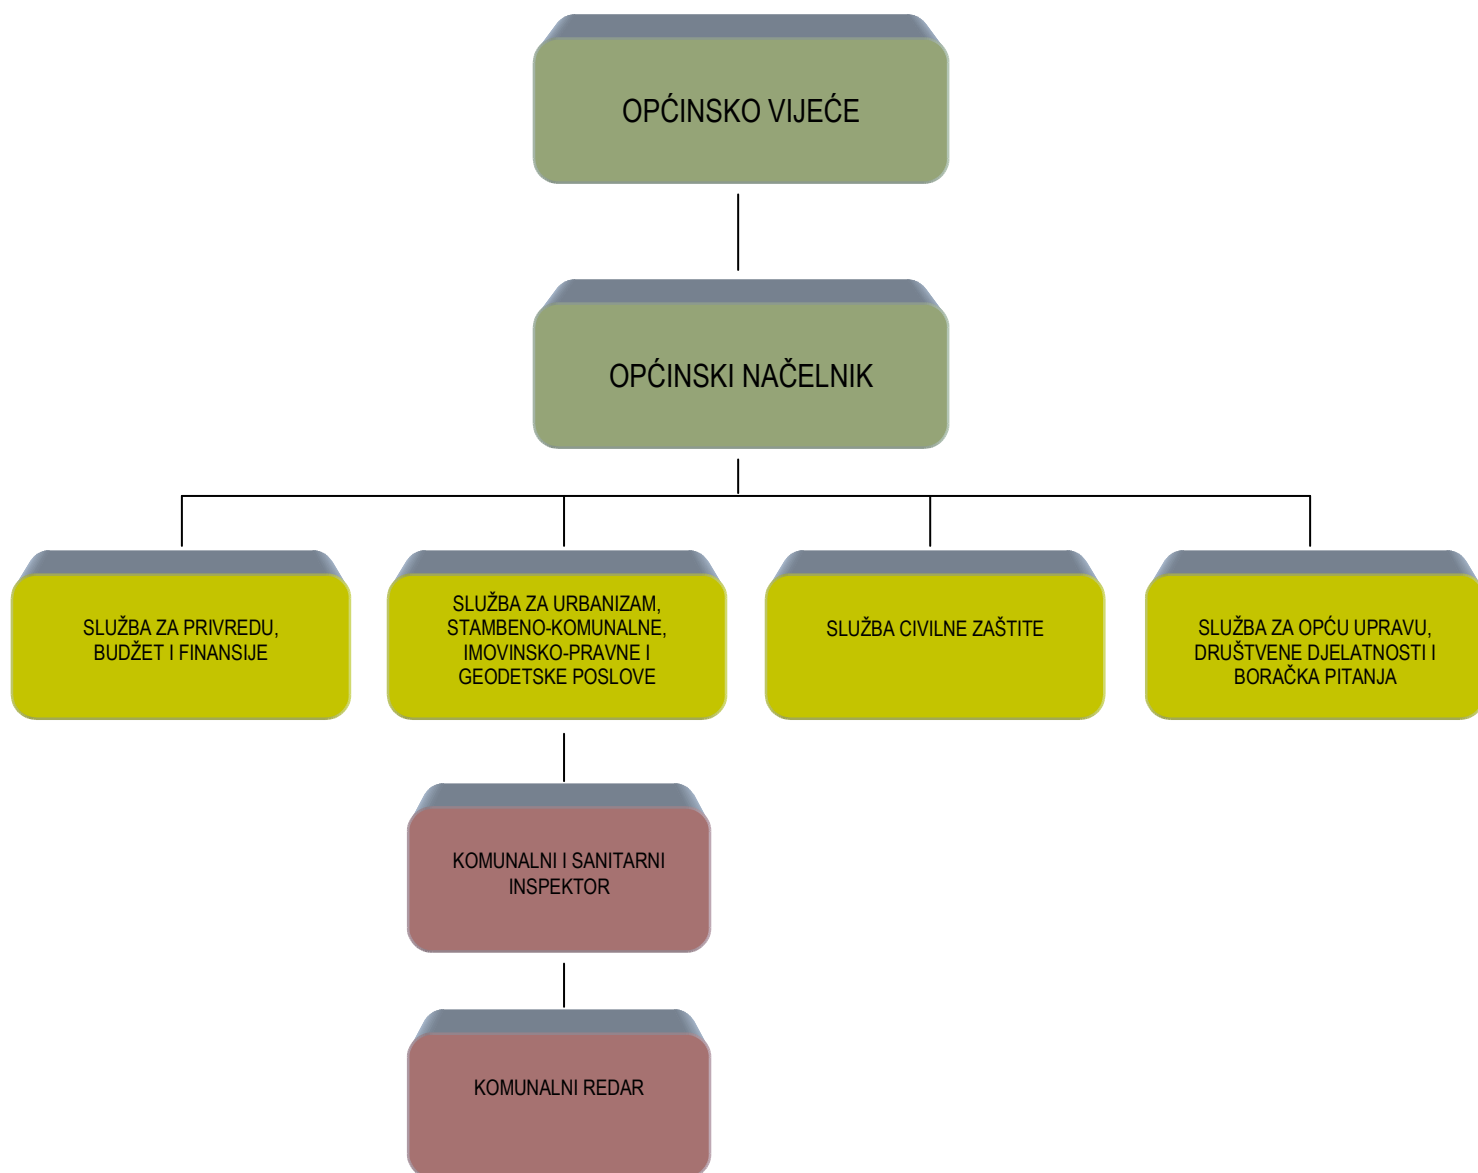 OPĆINSKO VIJEĆE
OPĆINSKI NAČELNIK
SLUŽBA ZA PRIVREDU,
BUDŽET I FINANSIJE
SLUŽBA ZA URBANIZAM,
STAMBENO-KOMUNALNE,
IMOVINSKO-PRAVNE I
GEODETSKE POSLOVE
SLUŽBA CIVILNE ZAŠTITE
SLUŽBA ZA OPĆU UPRAVU,
DRUŠTVENE DJELATNOSTI I
BORAČKA PITANJA
KOMUNALNI I SANITARNI
INSPEKTOR
KOMUNALNI REDAR